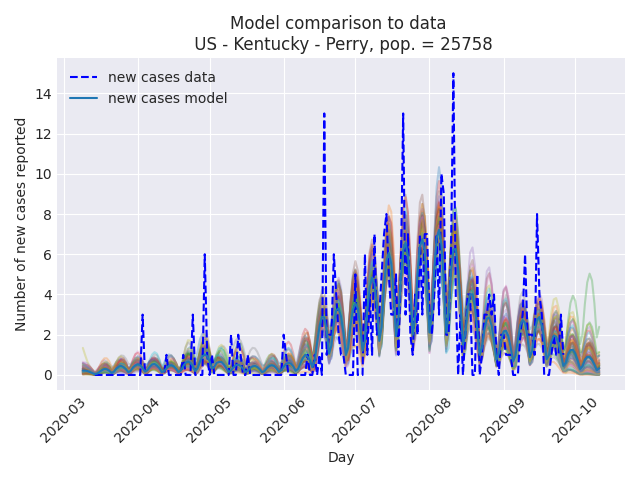 Model comparison to data
US - Kentucky - Perry, pop. = 25758
new cases data
new cases model
Number of new cases reported
14
12
10
8
6
4
2
0
2020-03
2020-04
2020-05
2020-06
2020-07
2020-08
2020-09
2020-10
Day